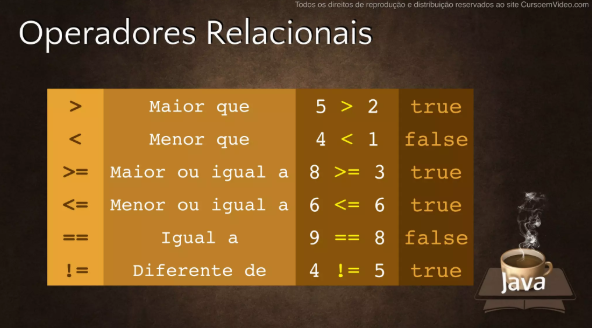 Todos os direitos de reprodução e distribuição reservados ao site CursoemVideo.com
Operadores Relacionais
> Maior que 5 > 2 true
< Menor que 4 < 1 false
>= Maior ou igual a 8 >= 3 true
<= Menor ou igual a 6 <= 6 true
== Igual a 9 == 8 false
!= Diferente de 4 != 5 true
Java